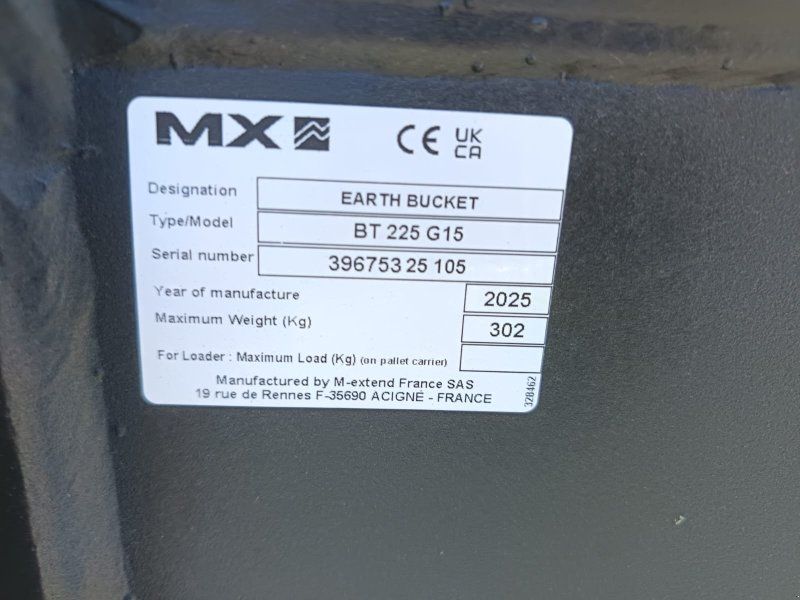 MX CE UK CA
Designation EARTH BUCKET
Type/Model BT 225 G15
Serial number 396753 25 105
Year of manufacture 2025
Maximum Weight (Kg) 302
For Loader : Maximum Load (Kg) (on pallet carrier)
Manufactured by M-extend France SAS
19 rue de Rennes F-35690 ACIGNÉ - FRANCE
328462